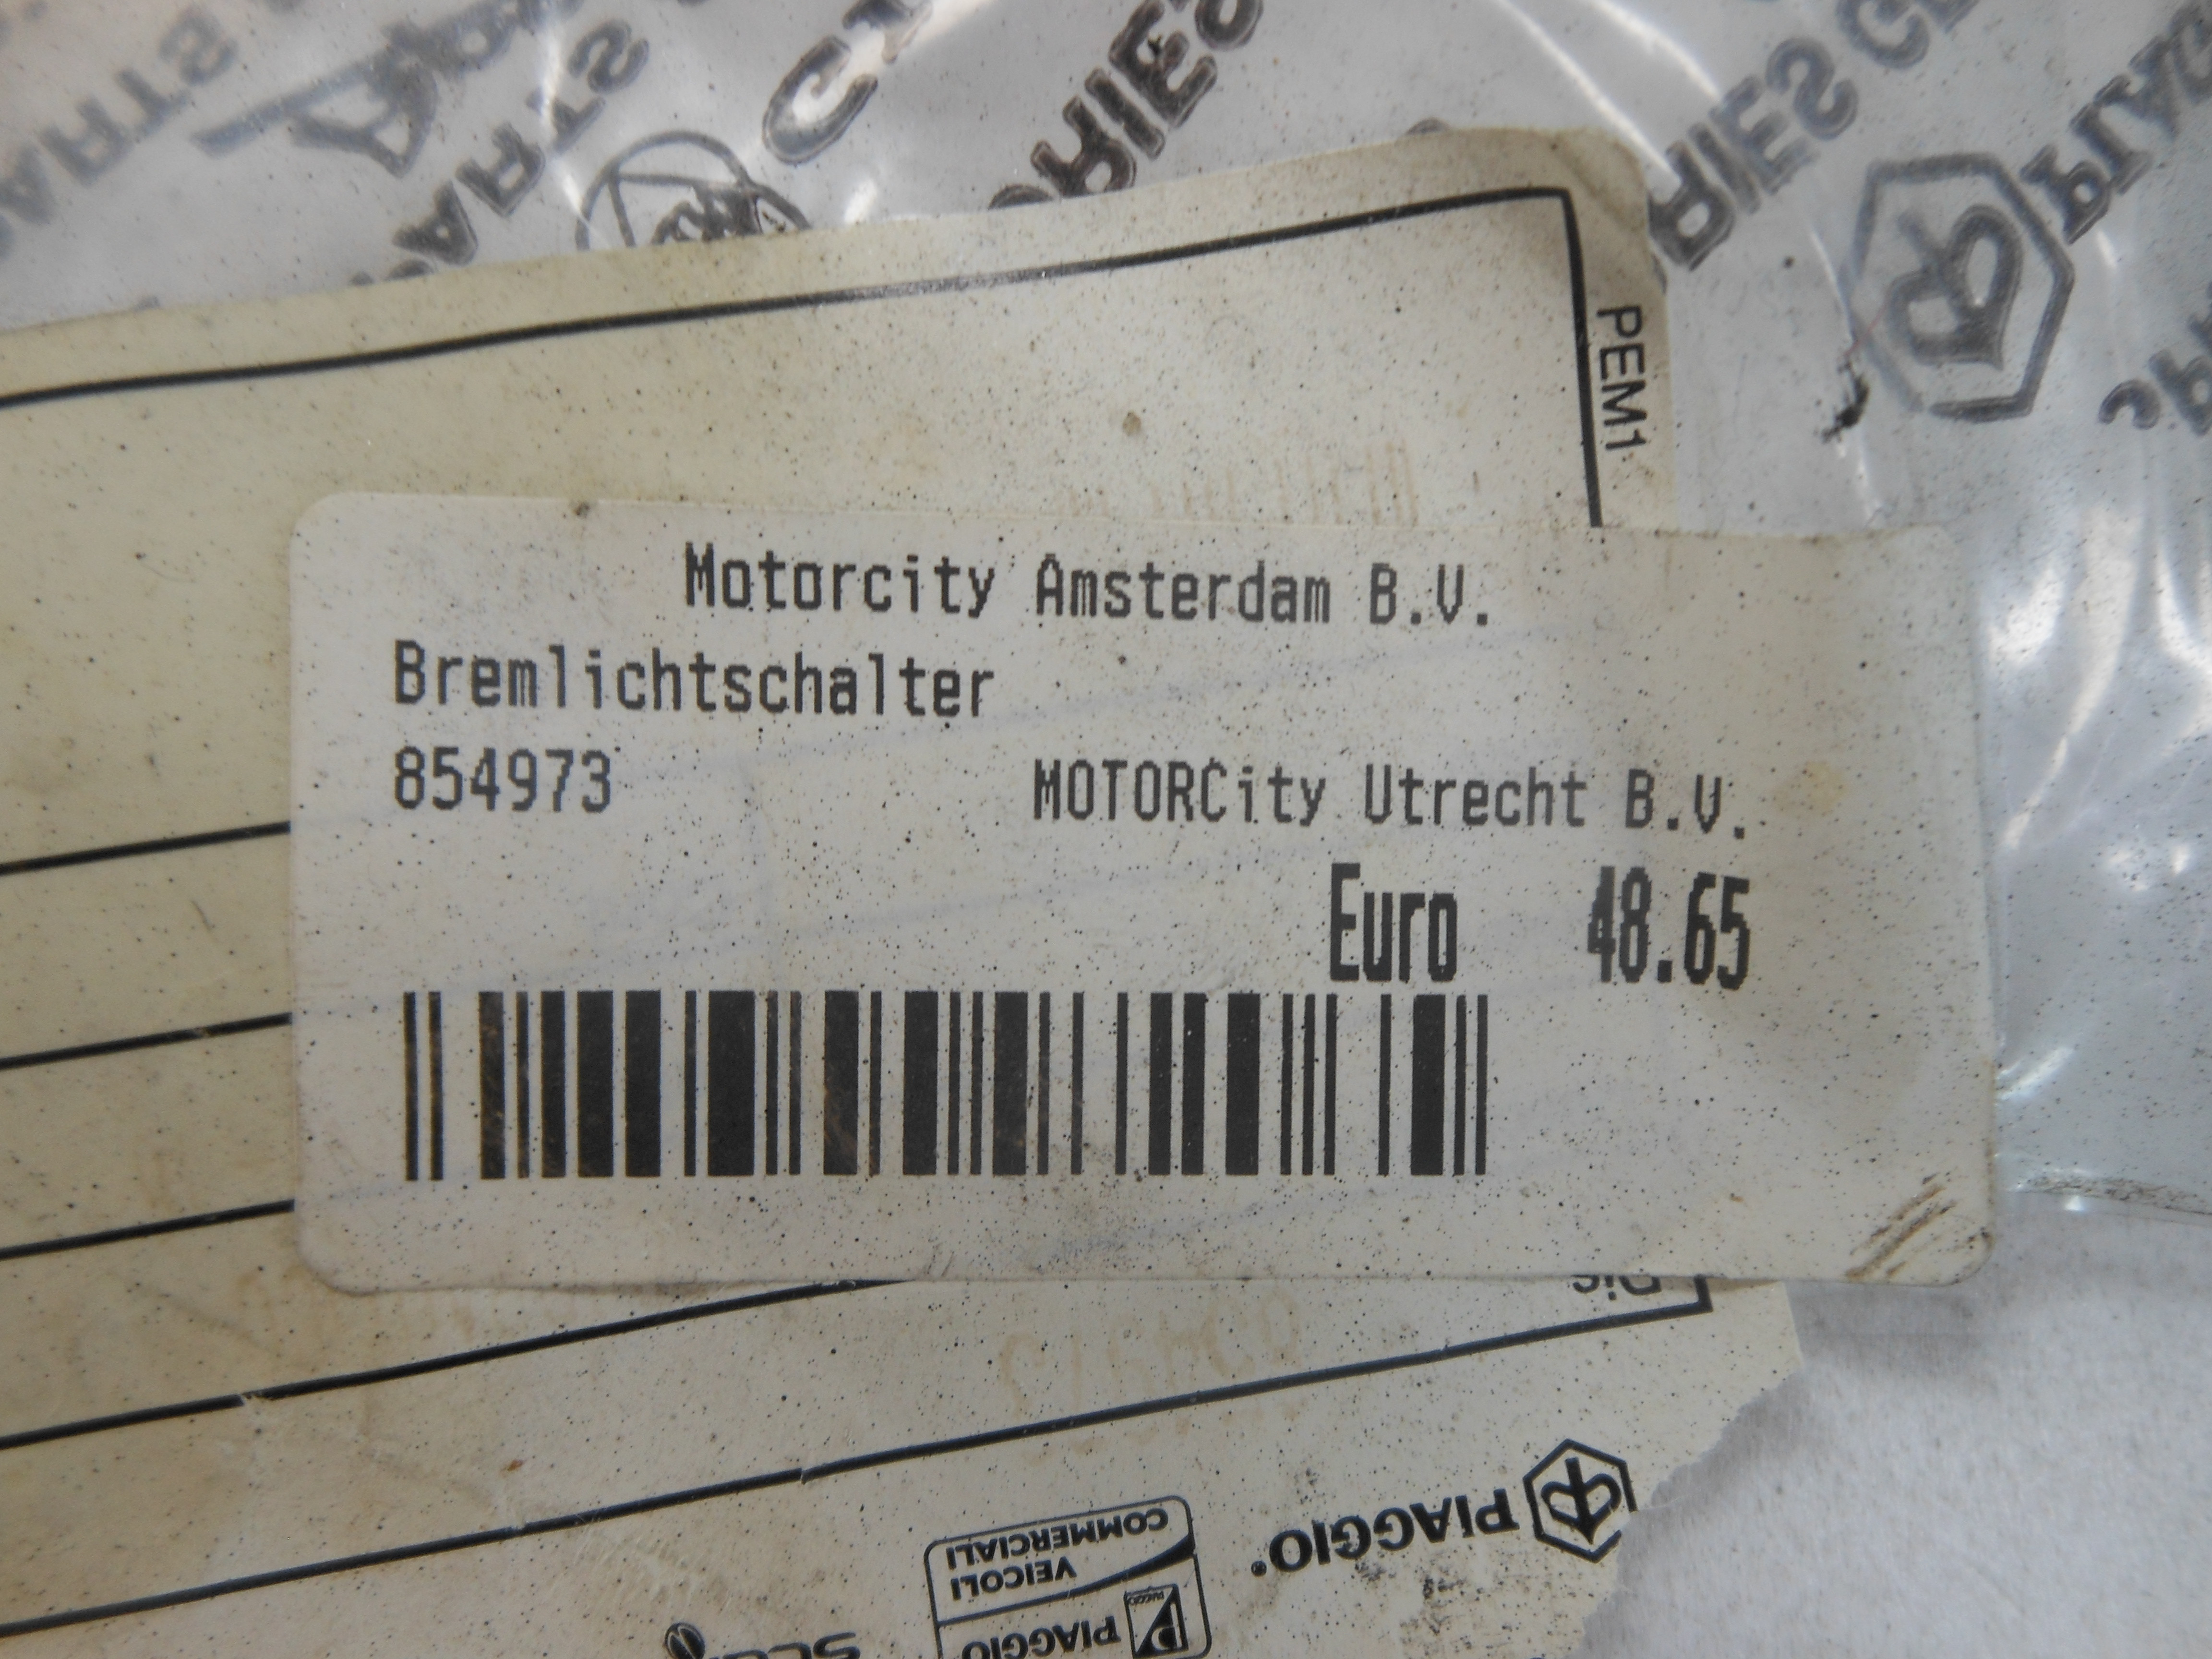 PEM1
Motorcity Amsterdam B.V.
Bremlichtschalter
854973
MOTORCity Utrecht B.V.
Euro 48.65
PIAGGIO
VEICOLI
COMMERCIALI
PIAGGIO